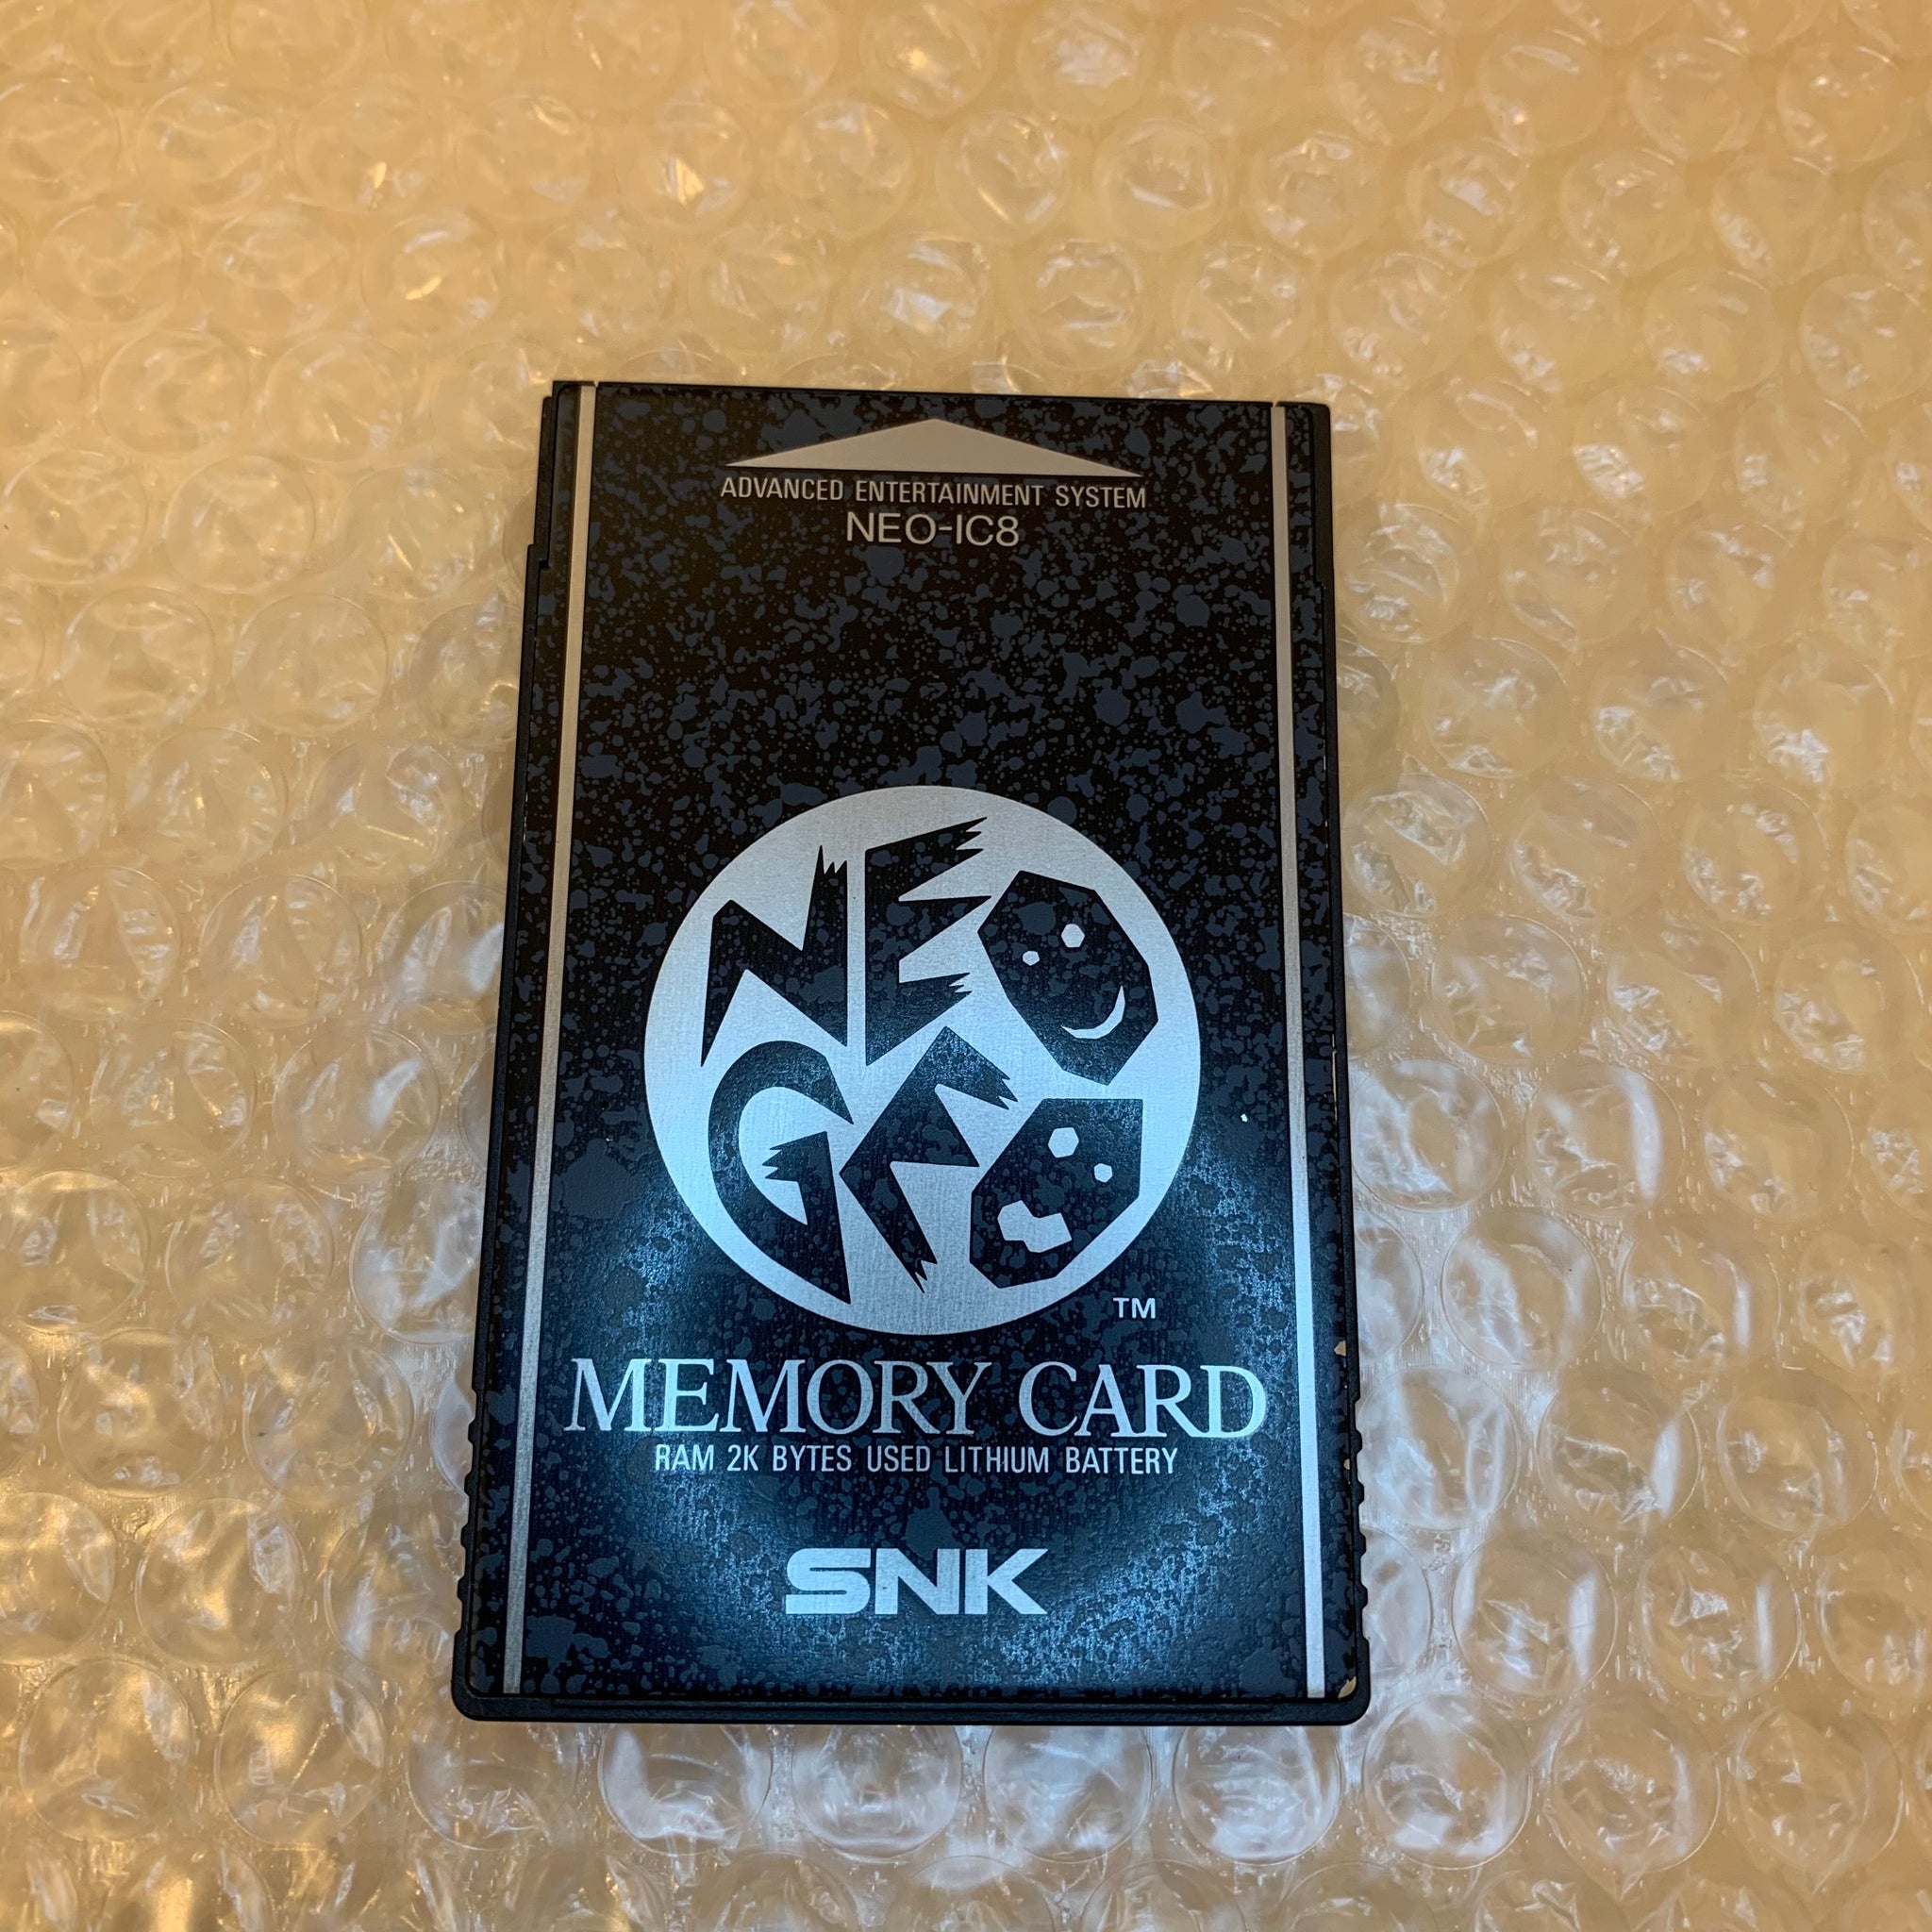 ADVANCED ENTERTAINMENT SYSTEM
NEO-IC8
NEO
GEO
TM
MEMORY CARD
RAM 2K BYTES USED LITHIUM BATTERY
SNK